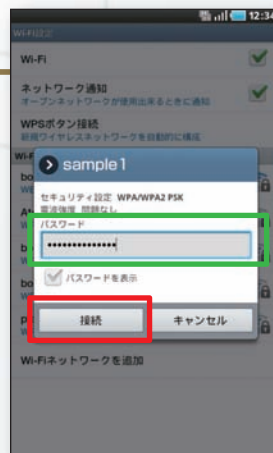 12:34
Wi-Fi設定
Wi-Fi
ネットワーク通知
オープンネットワークが使用出来るときに通知
WPSボタン接続
新規ワイヤレスネットワークを自動的に構成
Wi-F
sample1
bo
W
セキュリティ設定 WPA/WPA2 PSK
電波強度 問題なし
パスワード
••••••••••••••
パスワードを表示
接続
キャンセル
Wi-Fiネットワークを追加